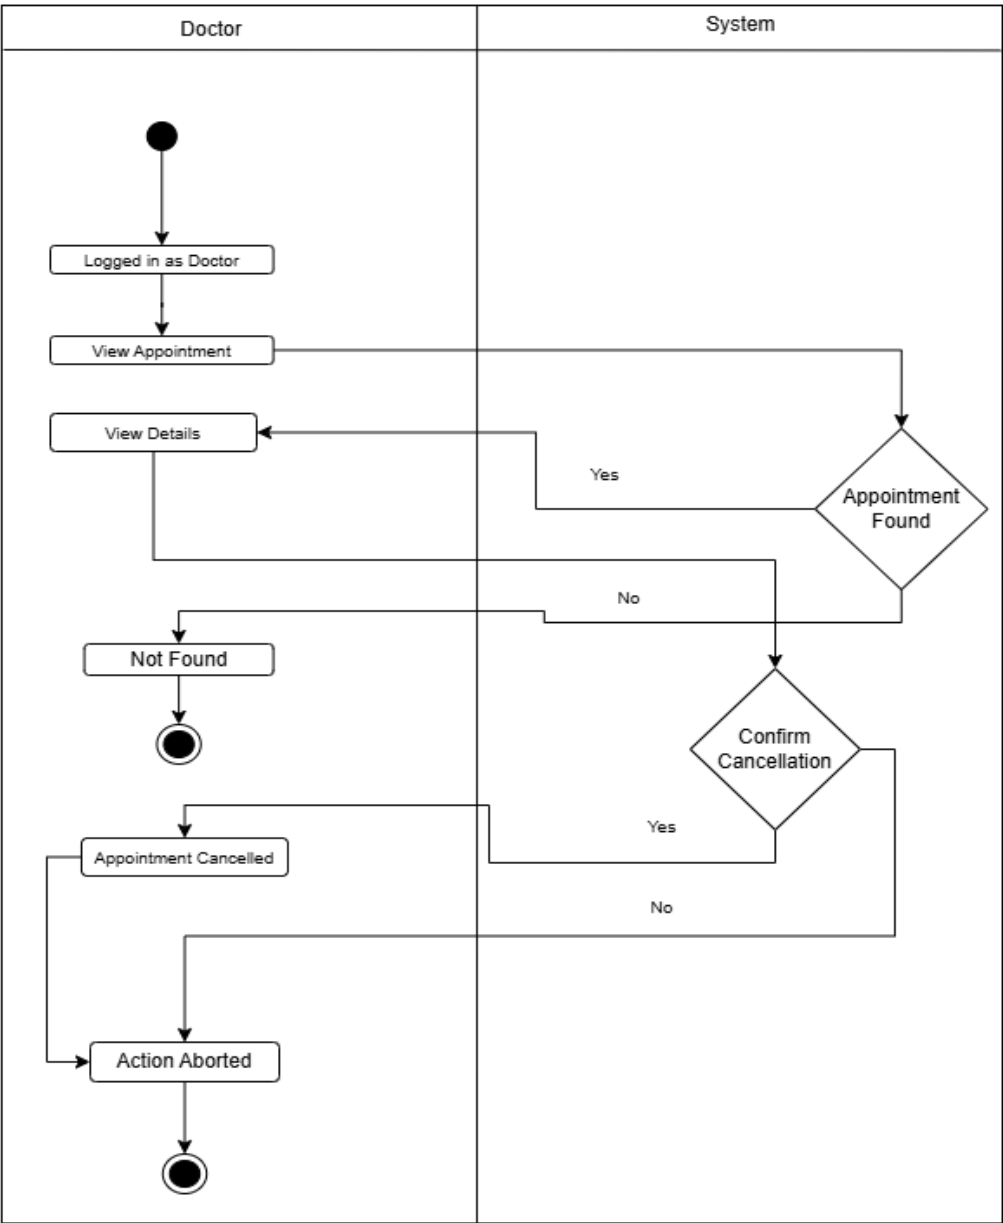 Doctor
System
Logged in as Doctor
View Appointment
View Details
Yes
Appointment
Found
No
Not Found
Confirm
Cancellation
Yes
Appointment Cancelled
No
Action Aborted